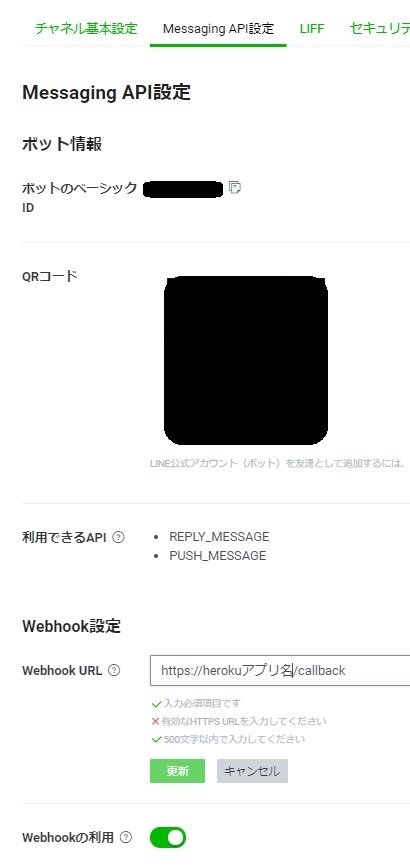 チャネル基本設定 Messaging API設定 LIFF セキュリテ
Messaging API設定
ボット情報
ボットのベーシック
ID
QRコード
LINE公式アカウント（ボット）を友達として追加するには、
利用できるAPI
• REPLY_MESSAGE
• PUSH_MESSAGE
Webhook設定
Webhook URL https://herokuアプリ名/callback
入力必須項目です
有効なHTTPS URLを入力してください
500文字以内で入力してください
更新 キャンセル
Webhookの利用